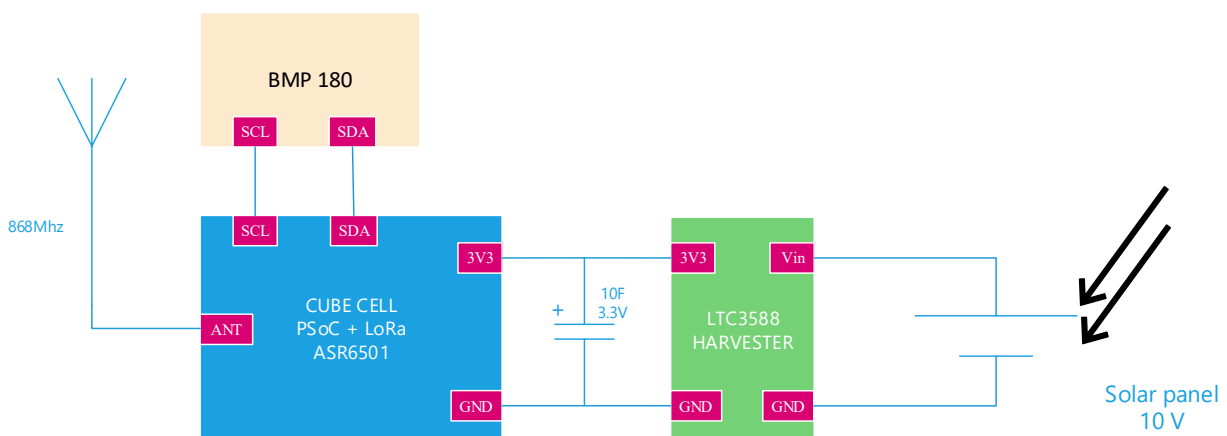 BMP 180
SCL
SDA
868Mhz
SCL
SDA
3V3
3V3
Vin
10F
+
3.3V
CUBE CELL
PSoC + LoRa
ASR6501
ANT
LTC3588
HARVESTER
GND
GND
GND
Solar panel
10 V